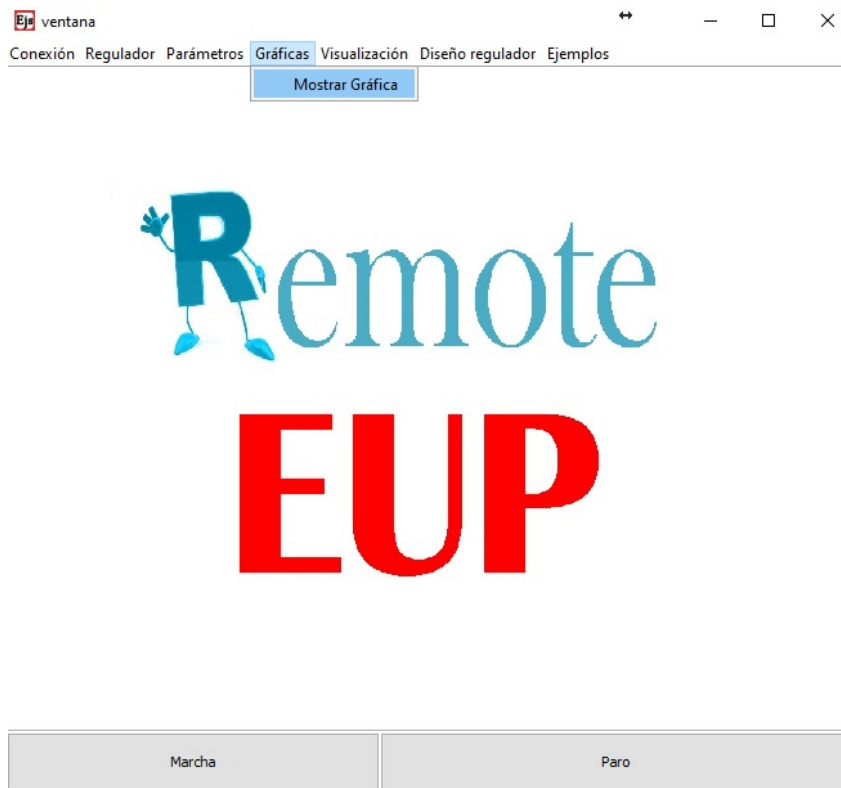 Ejs ventana
Conexión Regulador Parámetros Gráficas Visualización Diseño regulador Ejemplos
Mostrar Gráfica
Remote
EUP
Marcha Paro